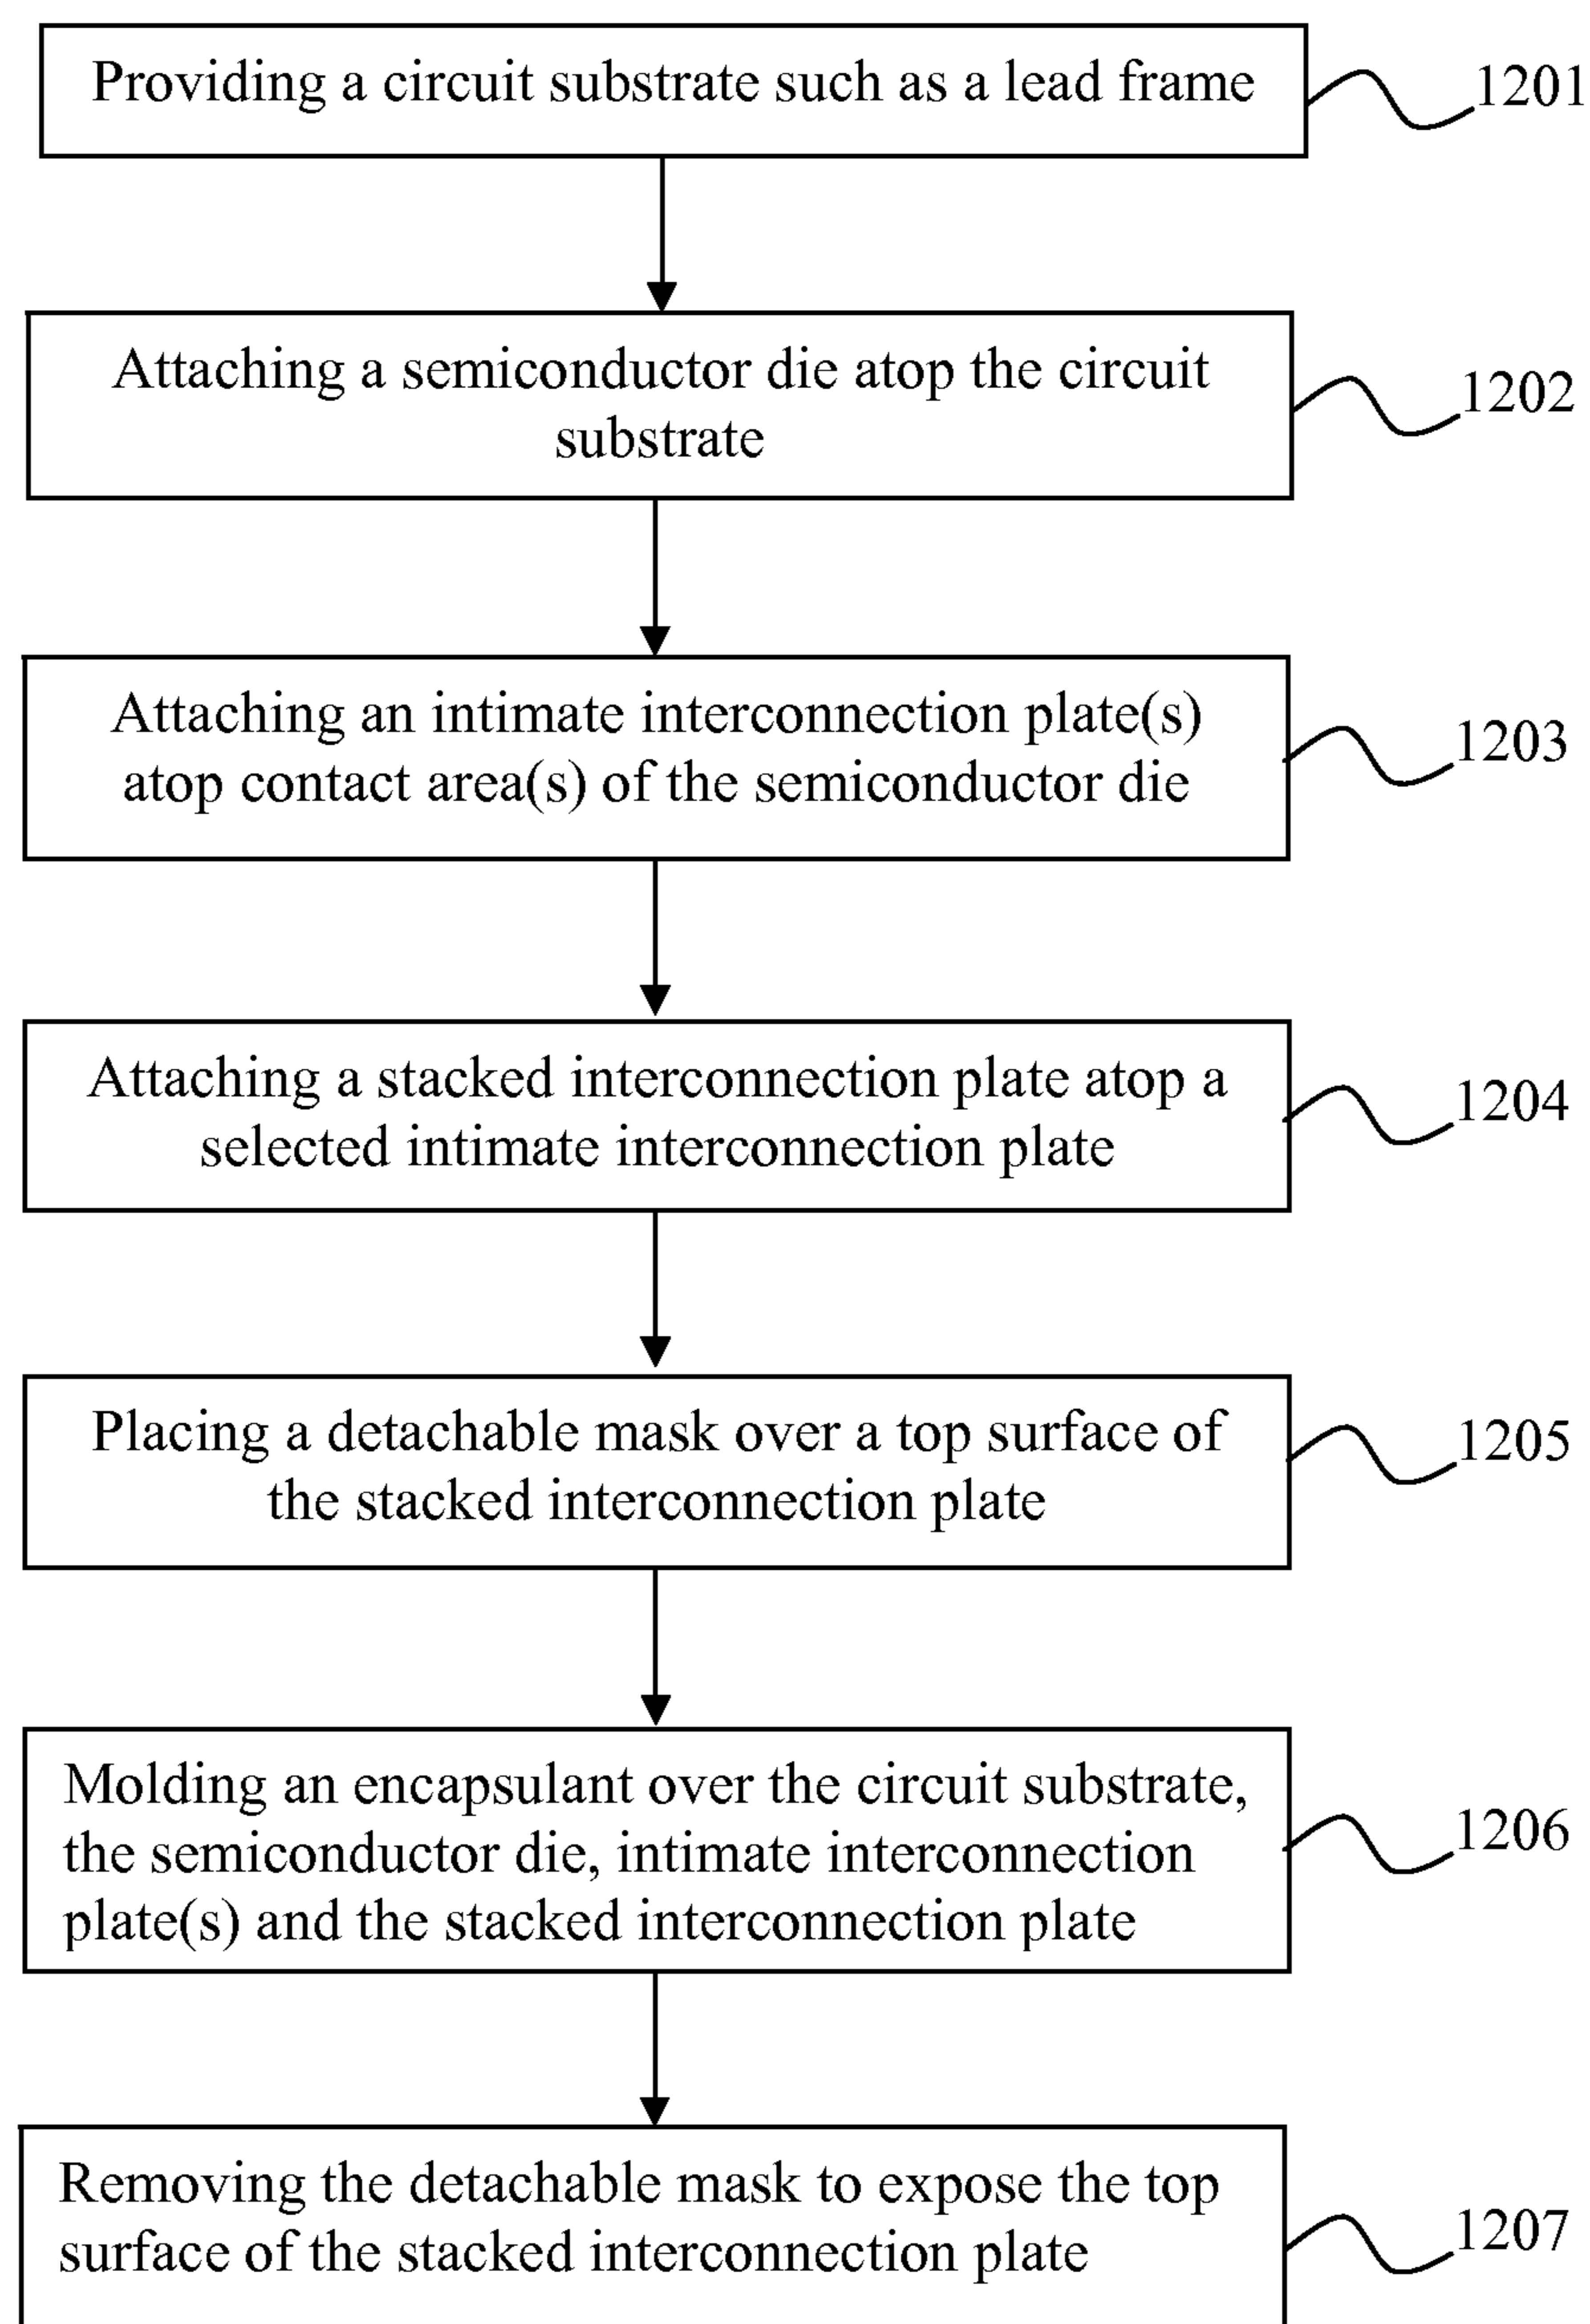 Providing a circuit substrate such as a lead frame
1201
Attaching a semiconductor die atop the circuit
substrate
1202
Attaching an intimate interconnection plate(s)
atop contact area(s) of the semiconductor die
1203
Attaching a stacked interconnection plate atop a
selected intimate interconnection plate
1204
Placing a detachable mask over a top surface of
the stacked interconnection plate
1205
Molding an encapsulant over the circuit substrate,
the semiconductor die, intimate interconnection
plate(s) and the stacked interconnection plate
1206
Removing the detachable mask to expose the top
surface of the stacked interconnection plate
1207